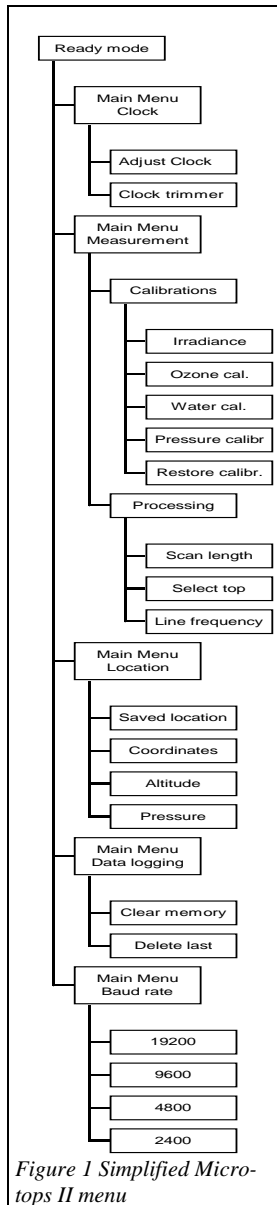 Ready mode
Main Menu
Clock
Adjust Clock
Clock trimmer
Main Menu
Measurement
Calibrations
Irradiance
Ozone cal.
Water cal.
Pressure calibr
Restore calibr.
Processing
Scan length
Select top
Line frequency
Main Menu
Location
Saved location
Coordinates
Altitude
Pressure
Main Menu
Data logging
Clear memory
Delete last
Main Menu
Baud rate
19200
9600
4800
2400
Figure 1 Simplified Micro-
tops II menu